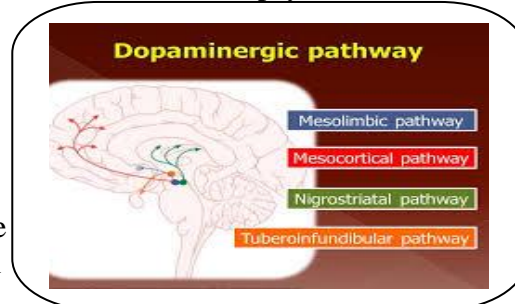 Dopaminergic pathway
Mesolimbic pathway
Mesocortical pathway
Nigrostriatal pathway
Tuberoinfundibular pathway
e